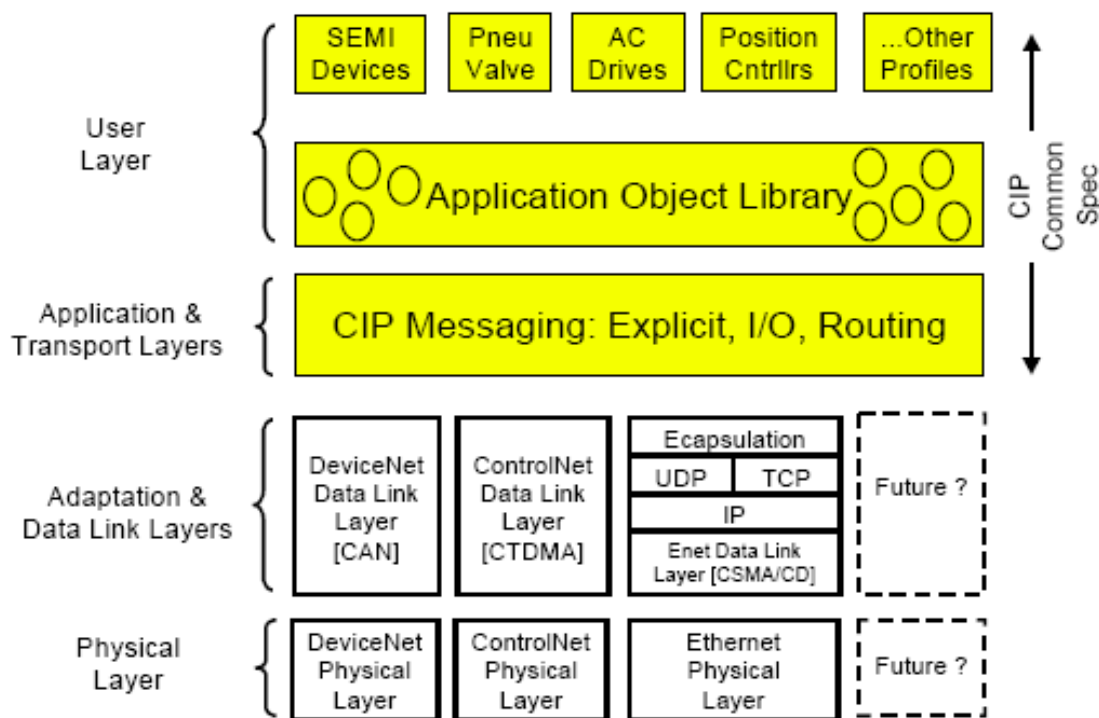 SEMI
Devices
Pneu
Valve
AC
Drives
Position
Cntrllrs
...Other
Profiles
User
Layer
Application Object Library
CIP
Common
Spec
Application &
Transport Layers
CIP Messaging: Explicit, I/O, Routing
Adaptation &
Data Link Layers
DeviceNet
Data Link
Layer
[CAN]
ControlNet
Data Link
Layer
[CTDMA]
Ecapsulation
UDP
TCP
IP
Enet Data Link
Layer [CSMA/CD]
Future ?
Physical
Layer
DeviceNet
Physical
Layer
ControlNet
Physical
Layer
Ethernet
Physical
Layer
Future ?